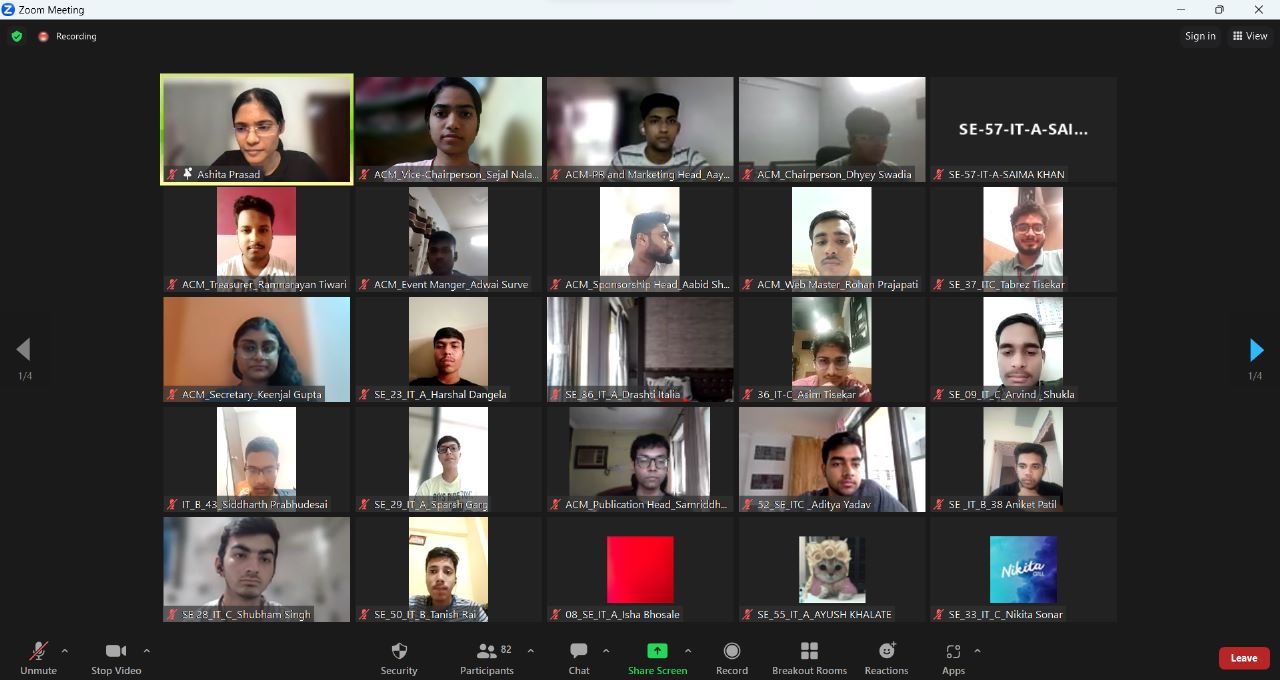 Zoom Meeting
Recording
Sign in
View
Ashita Prasad
ACM_Vice-Chairperson_Sejal Nala...
ACM-PR and Marketing Head_Aay...
ACM_Chairperson_Dhyey Swadia
SE-57-IT-A-SAI...
SE-57-IT-A-SAIMA KHAN
ACM_Treasurer_Ramnarayan Tiwari
ACM_Event Manger_Adwai Surve
ACM_Sponsorship Head_Aabid Sh...
ACM_Web Master_Rohan Prajapati
SE_37_ITC_Tabrez Tisekar
ACM_Secretary_Keenjal Gupta
SE_23_IT_A_Harshal Dangela
SE_36_IT_A_Drashti Italia
36_IT-C_Asim Tisekar
SE_09_IT_C_Arvind _Shukla
1/4
1/4
IT_B_43_Siddharth Prabhudesai
SE_29_IT_A_Sparsh Garg
ACM_Publication Head_Samriddh...
52_SE_ITC _Aditya Yadav
SE _IT_B_38 Aniket Patil
SE 28_IT_C_Shubham Singh
SE_50_IT_B_Tanish Rai
08_SE_IT_A_Isha Bhosale
SE_55_IT_A_AYUSH KHALATE
Nikita
GILL
SE_33_IT_C_Nikita Sonar
Unmute
Stop Video
Security
82
Participants
Chat
Share Screen
Record
Breakout Rooms
Reactions
Apps
Leave